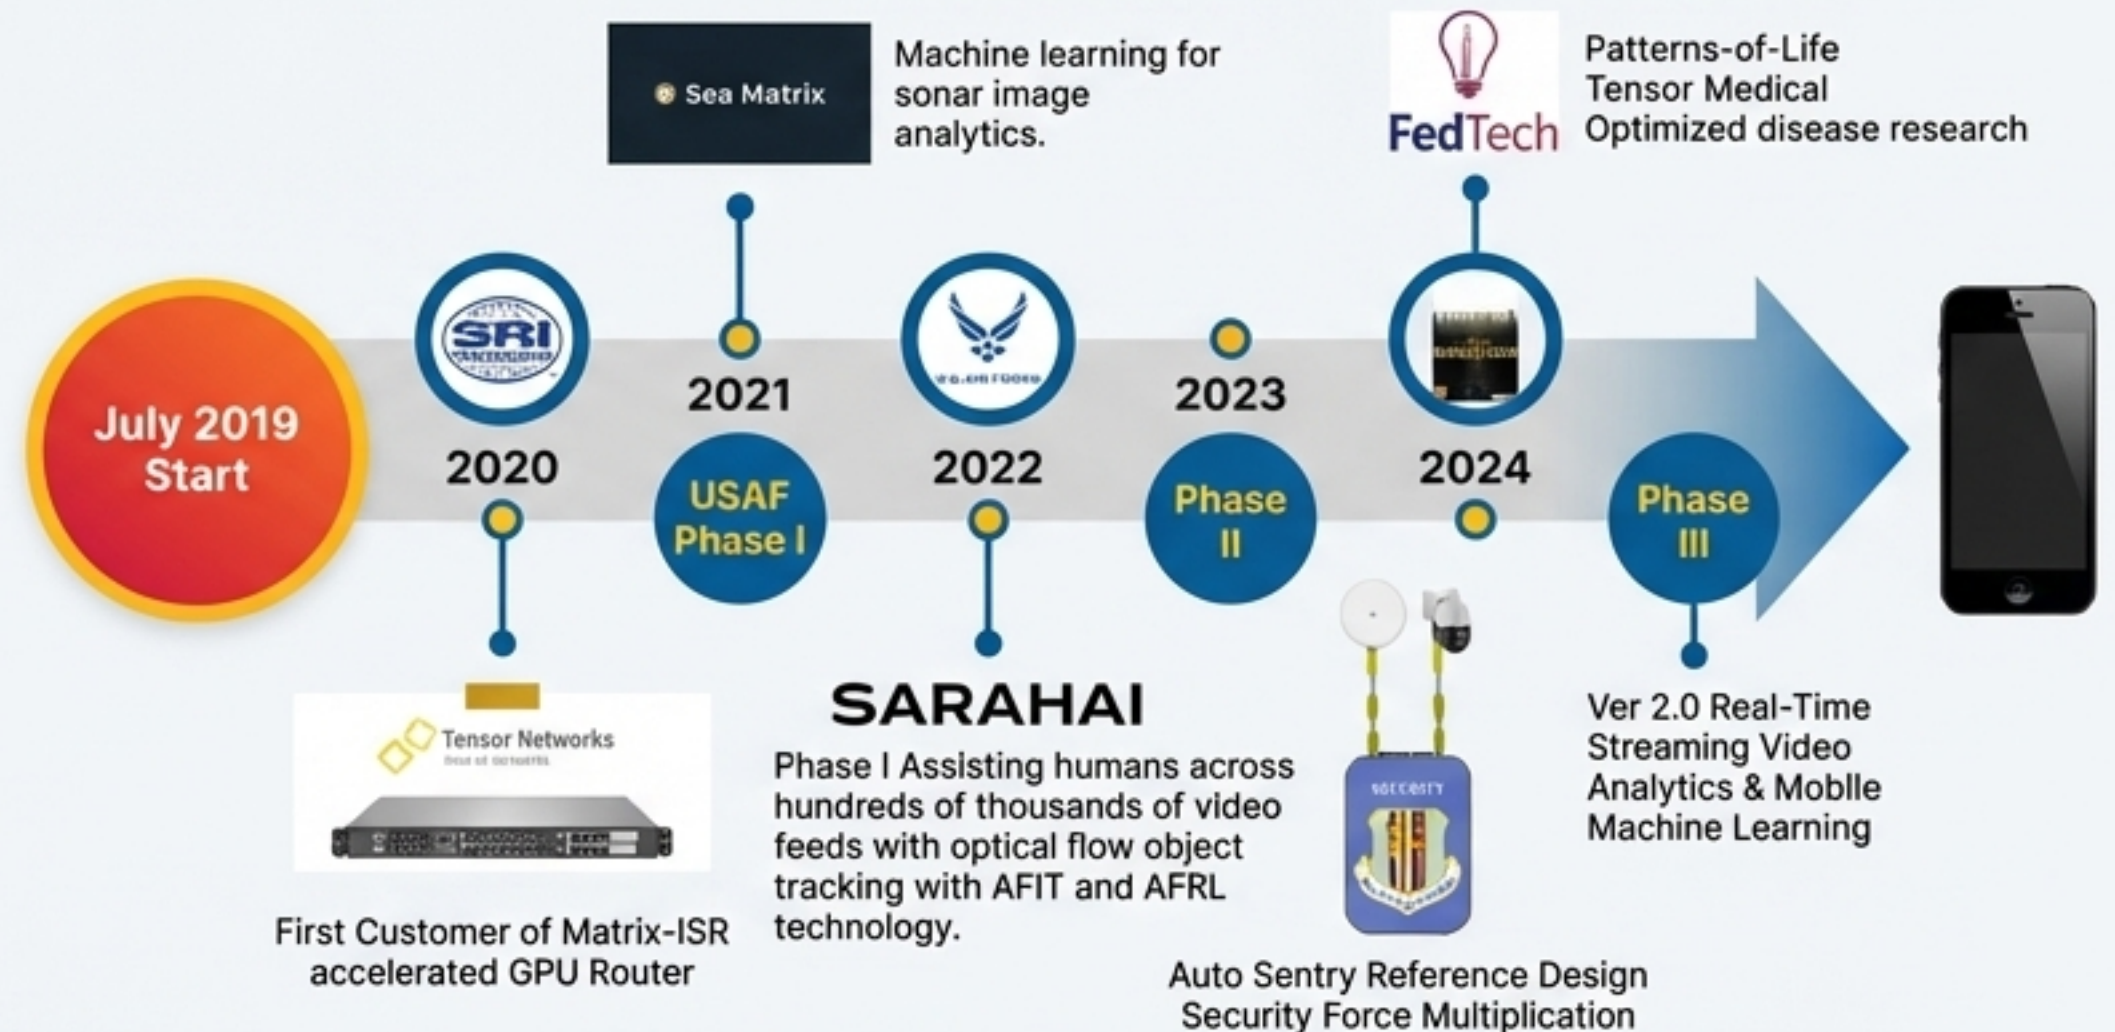 Sea Matrix
Machine learning for
sonar image
analytics.
FedTech
Patterns-of-Life
Tensor Medical
Optimized disease research
July 2019
Start
SRI
2020
2021
USAF
Phase I
2022
2023
Phase
II
2024
Phase
III
Tensor Networks
First Customer of Matrix-ISR
accelerated GPU Router
SARAHAI
Phase I Assisting humans across
hundreds of thousands of video
feeds with optical flow object
tracking with AFIT and AFRL
technology.
Auto Sentry Reference Design
Security Force Multiplication
Ver 2.0 Real-Time
Streaming Video
Analytics & Moblle
Machine Learning